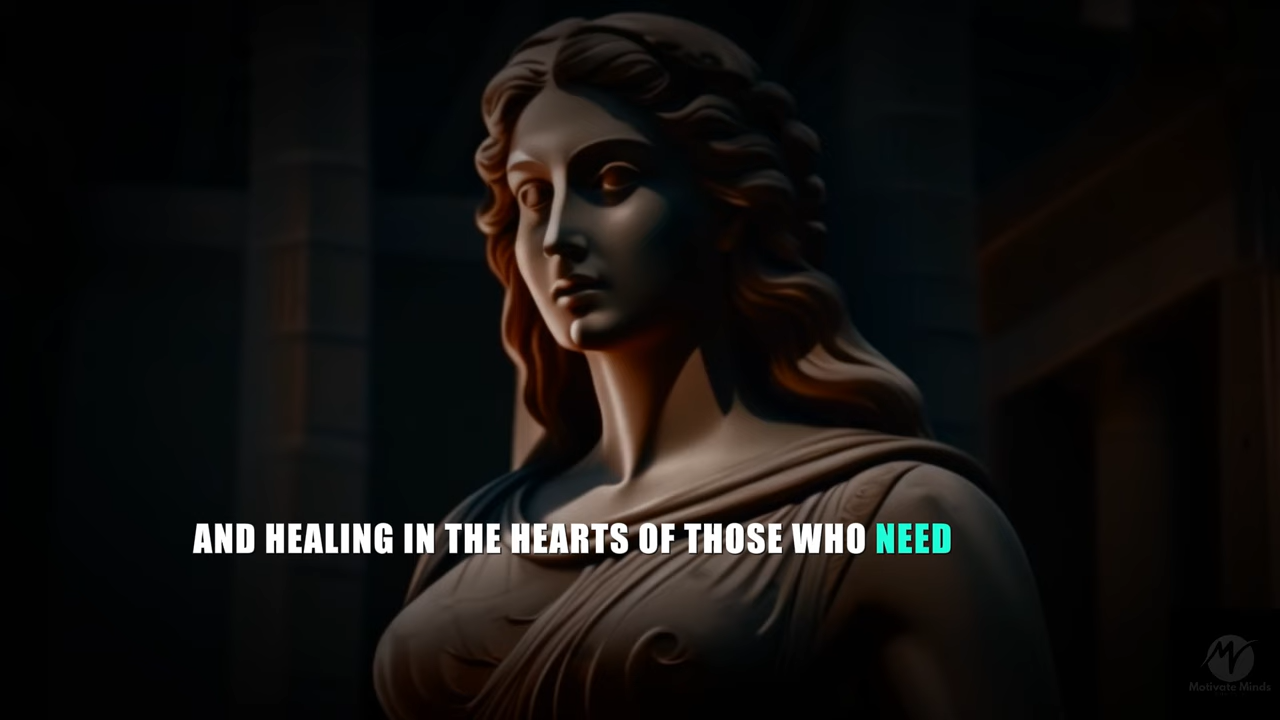 AND HEALING IN THE HEARTS OF THOSE WHO NEED
Motivate Minds